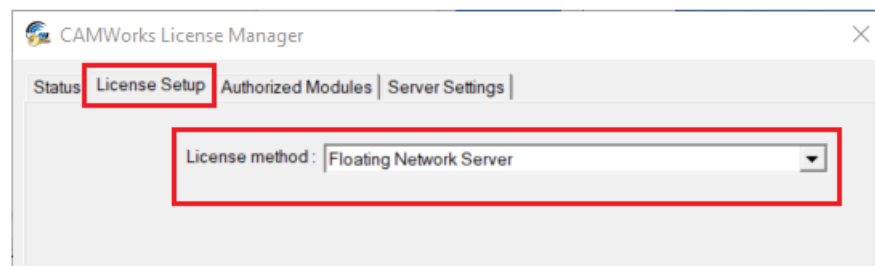 CAMWorks License Manager
Status License Setup Authorized Modules Server Settings
License method : Floating Network Server